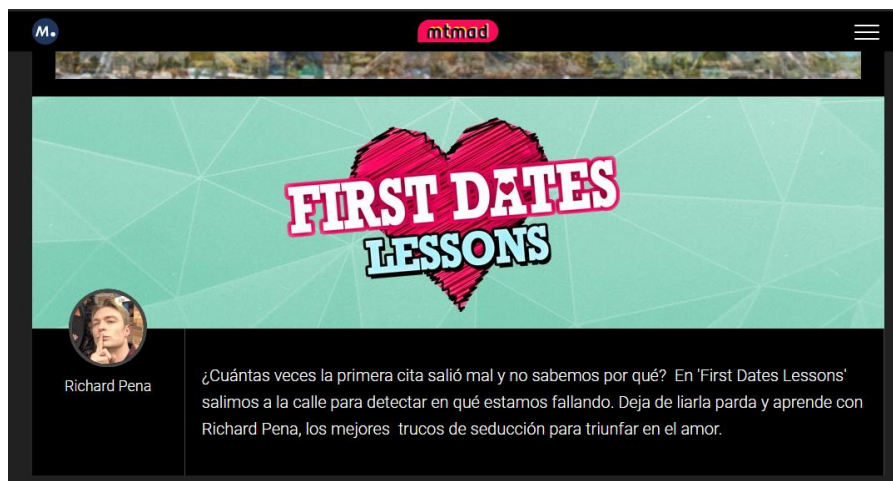 M.
mtmad
FIRST DATES
LESSONS
Richard Pena
¿Cuántas veces la primera cita salió mal y no sabemos por qué?  En 'First Dates Lessons'
salimos a la calle para detectar en qué estamos fallando. Deja de liarla parda y aprende con
Richard Pena, los mejores  trucos de seducción para triunfar en el amor.